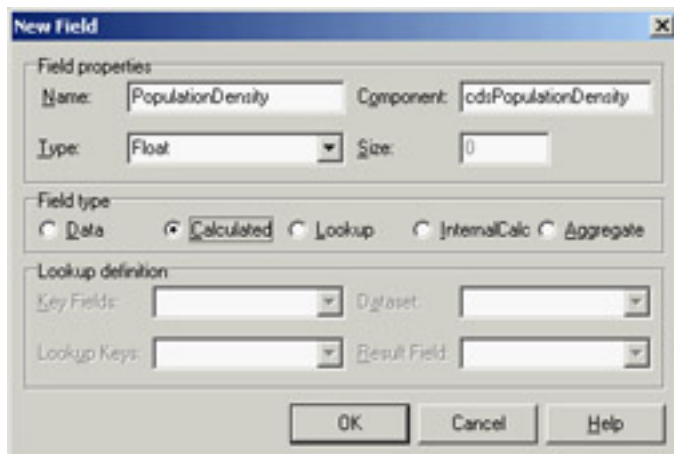 New Field
Field properties
Name: PopulationDensity Component: cdsPopulationDensity
Type: Float Size: 0
Field type
Data Calculated Lookup InternalCalc Aggregate
Lookup definition
Key Fields: Dataset:
Lookup Keys: Result Field:
OK Cancel Help